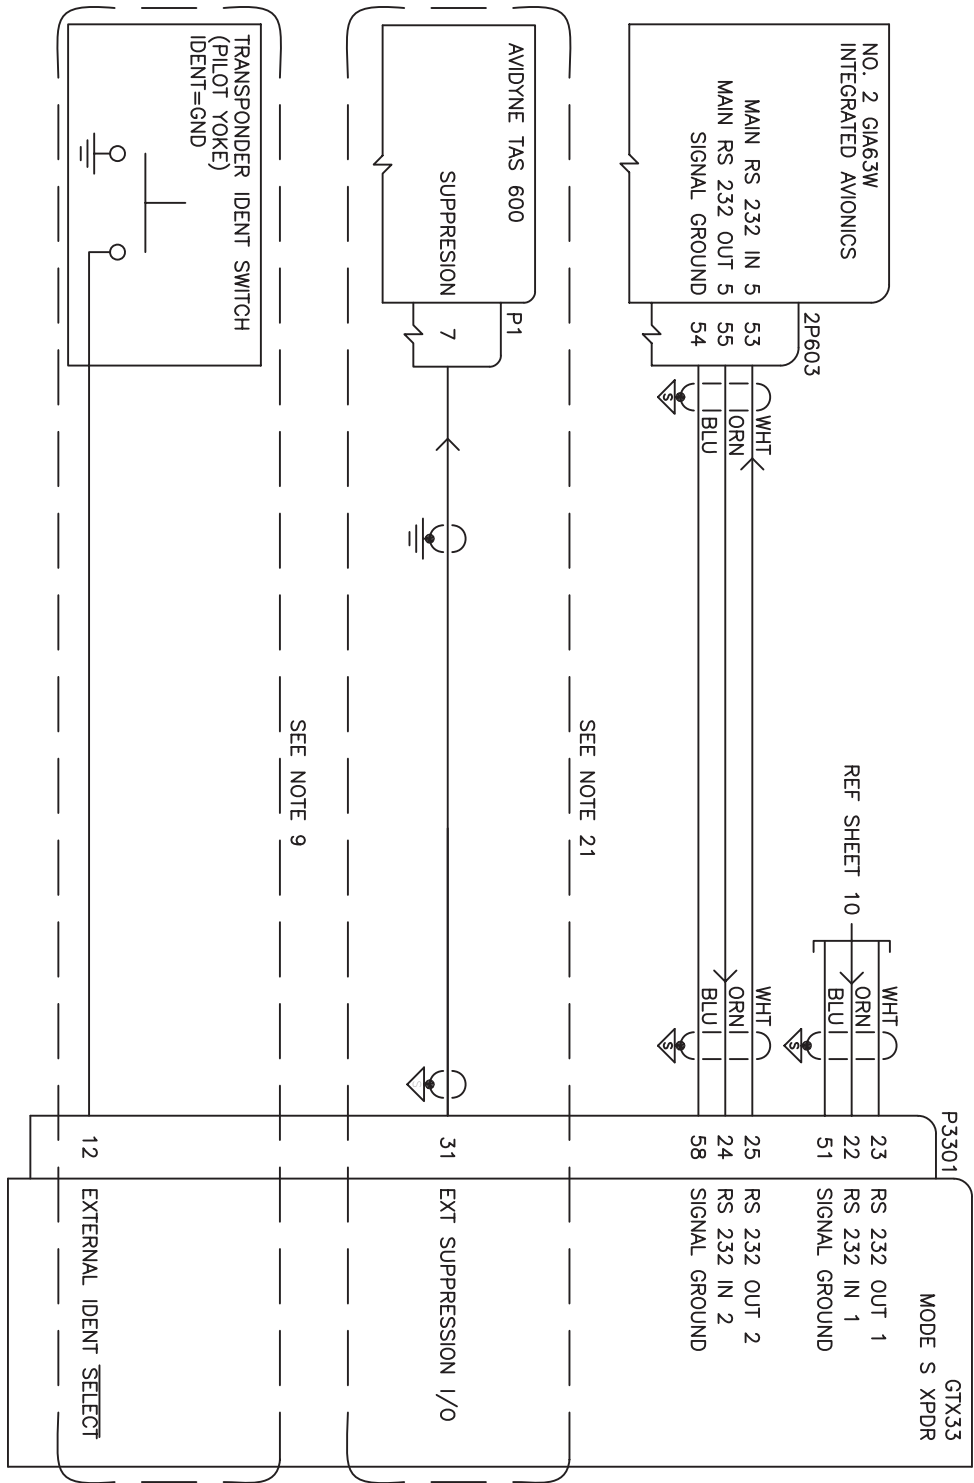 NO. 2 GIA63W
INTEGRATED AVIONICS
2P603
MAIN RS 232 IN 5 53
MAIN RS 232 OUT 5 55
SIGNAL GROUND 54
WHT
ORN
BLU
S
REF SHEET 10
WHT
ORN
BLU
S
WHT
ORN
BLU
S
P3301
GTX33
MODE S XPDR
23 RS 232 OUT 1
22 RS 232 IN 1
51 SIGNAL GROUND
25 RS 232 OUT 2
24 RS 232 IN 2
58 SIGNAL GROUND
SEE NOTE 21
AVIDYNE TAS 600
P1
SUPPRESION 7
S
31 EXT SUPPRESSION I/O
SEE NOTE 9
TRANSPONDER IDENT SWITCH
(PILOT YOKE)
IDENT=GND
12 EXTERNAL IDENT SELECT